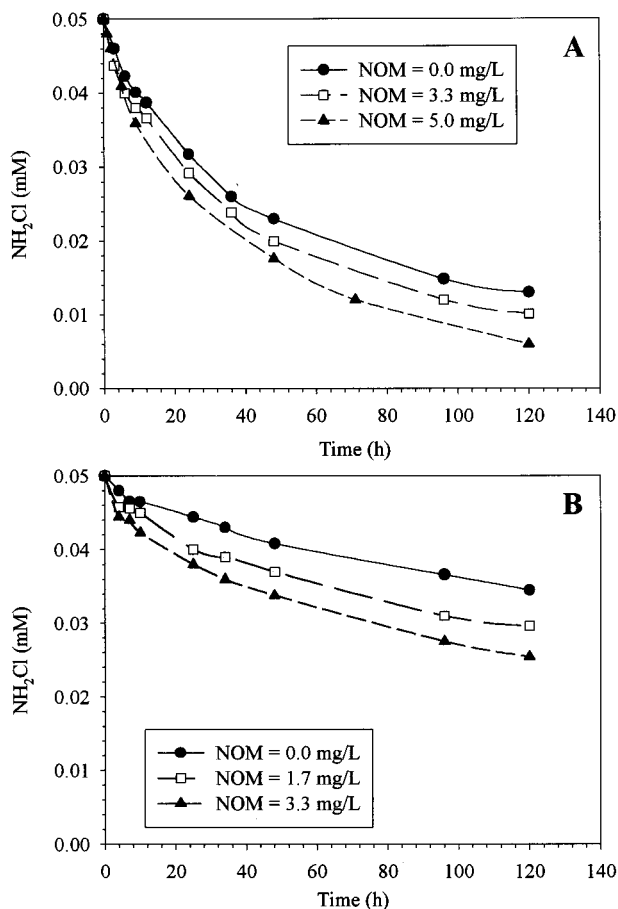 A
NOM = 0.0 mg/L
NOM = 3.3 mg/L
NOM = 5.0 mg/L
0.05
0.04
0.03
0.02
0.01
0.00
NH₂Cl (mM)
0 20 40 60 80 100 120 140
Time (h)
B
0.05
0.04
0.03
0.02
0.01
0.00
NH₂Cl (mM)
NOM = 0.0 mg/L
NOM = 1.7 mg/L
NOM = 3.3 mg/L
0 20 40 60 80 100 120 140
Time (h)